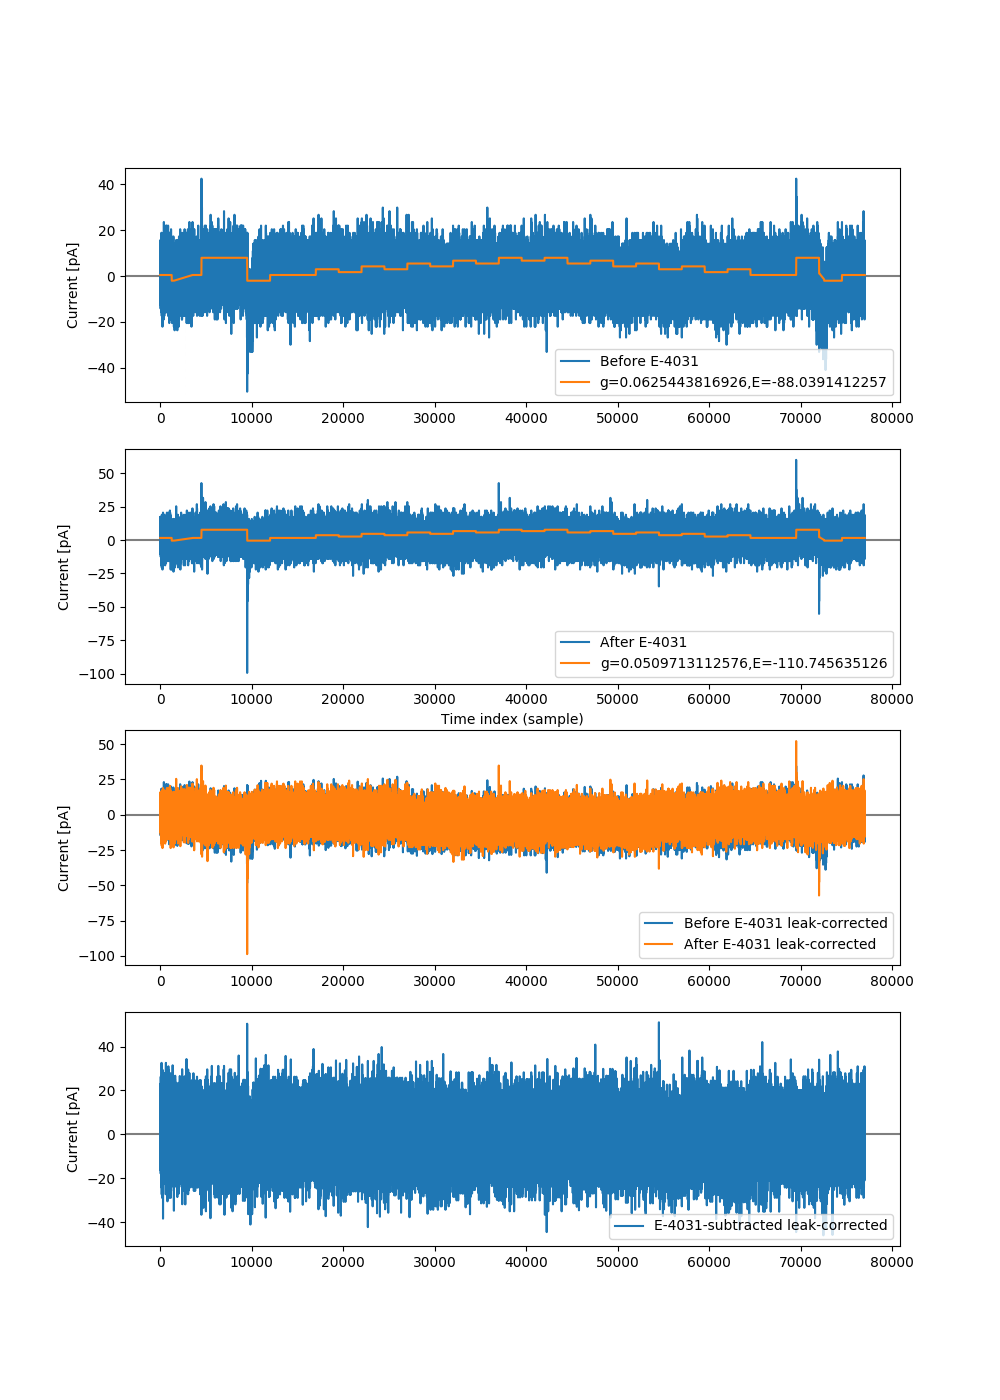 40
20
0
−20
−40
Current [pA]
Before E-4031
g=0.0625443816926,E=-88.0391412257
0 10000 20000 30000 40000 50000 60000 70000 80000
50
25
0
−25
−50
−75
−100
Current [pA]
After E-4031
g=0.0509713112576,E=-110.745635126
0 10000 20000 30000 40000 50000 60000 70000 80000
Time index (sample)
50
25
0
−25
−50
−75
−100
Current [pA]
Before E-4031 leak-corrected
After E-4031 leak-corrected
0 10000 20000 30000 40000 50000 60000 70000 80000
40
20
0
−20
−40
Current [pA]
E-4031-subtracted leak-corrected
0 10000 20000 30000 40000 50000 60000 70000 80000